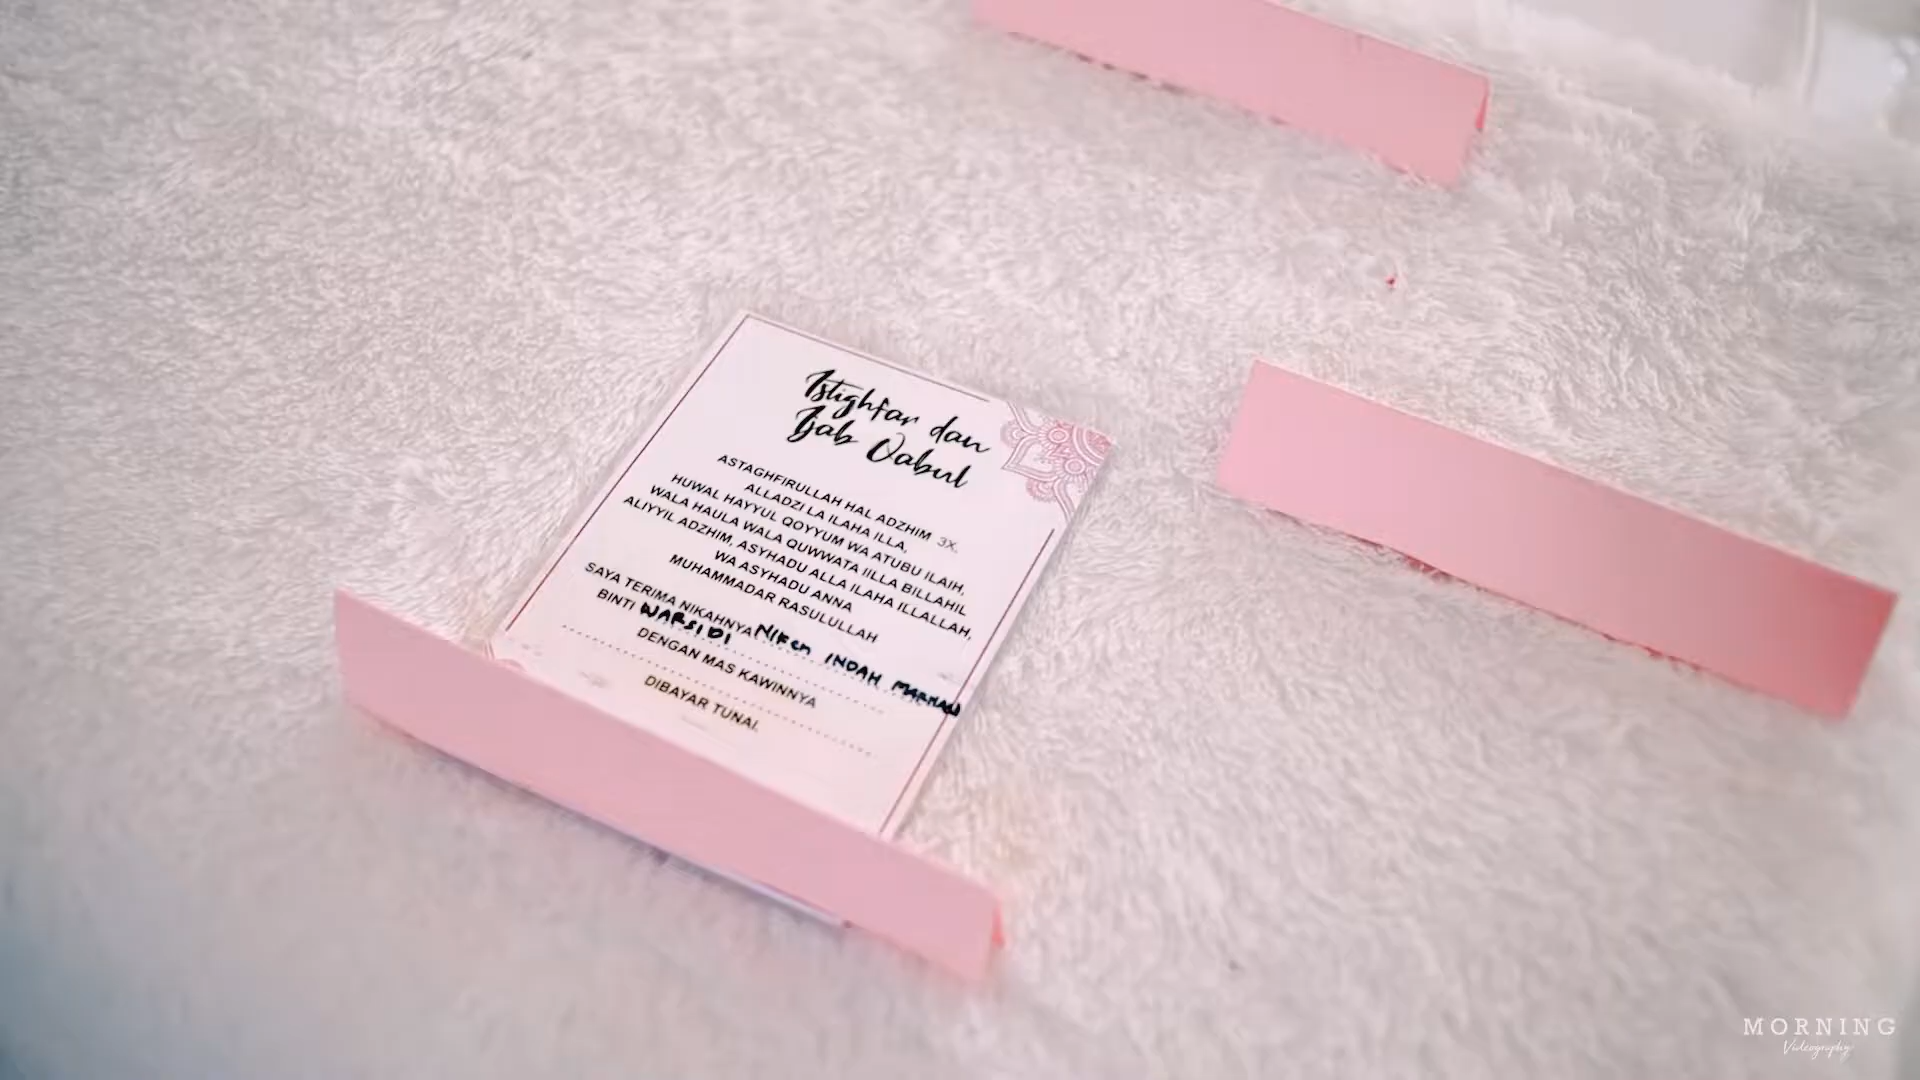 Istighfar dan
Ijab Qabul
ASTAGHFIRULLAH HAL ADZHIM 3X,
ALLADZI LA ILAHA ILLA,
HUWAL HAYYUL QOYYUM WA ATUBU ILAIH,
WALA HAULA WALA QUWWATA IILLA BILLAHIL
ALIYYIL ADZHIM, ASYHADU ALLA ILAHA ILLALLAH,
WA ASYHADU ANNA
MUHAMMADAR RASULULLAH
SAYA TERIMA NIKAHNYA NIKEN INDAH
BINTI WARSIDI
DENGAN MAS KAWINNYA
DIBAYAR TUNAI.
MORNING
Videography